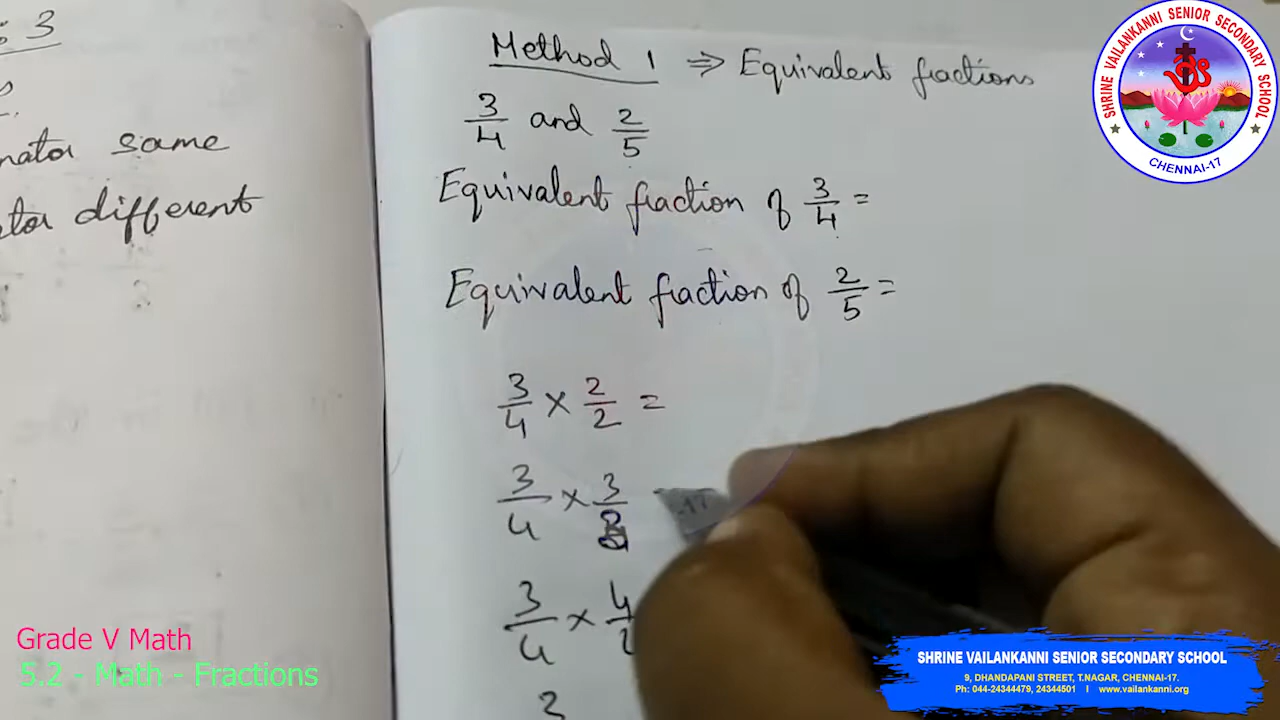 3
nator same
tor different
Method 1 ⇒ Equivalent fractions
3/4 and 2/5
Equivalent fraction of 3/4 =
Equivalent fraction of 2/5 =
3/4 × 2/2 =
3/4 × 3/3
3/4 × 4/4
3
SHRINE VAILANKANNI SENIOR SECONDARY SCHOOL
CHENNAI-17
Grade V Math
5.2 - Math - Fractions
SHRINE VAILANKANNI SENIOR SECONDARY SCHOOL
9, DHANDAPANI STREET, T.NAGAR, CHENNAI-17.
Ph: 044-24344479, 24344501 I www.vailankanni.org